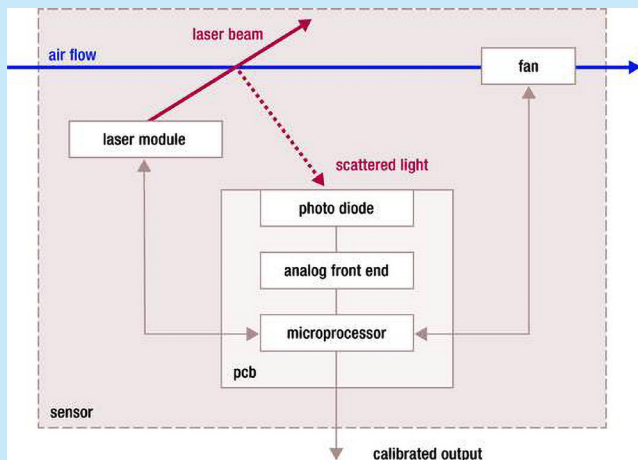 laser beam
air flow
fan
laser module
scattered light
photo diode
analog front end
microprocessor
pcb
sensor
calibrated output